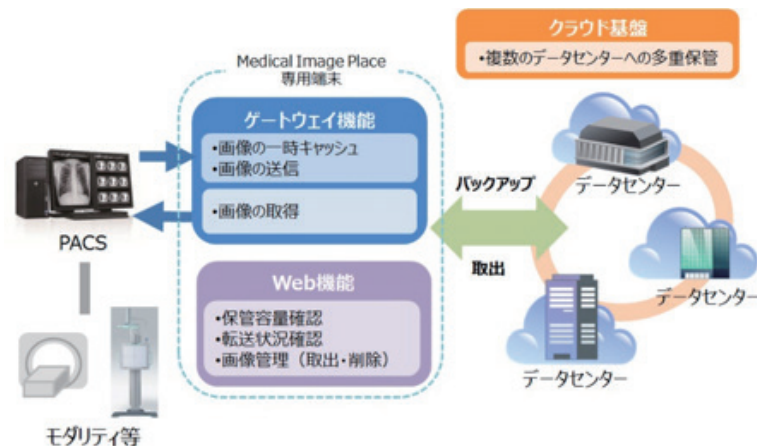 クラウド基盤
•複数のデータセンターへの多重保管
Medical Image Place
専用端末
ゲートウェイ機能
•画像の一時キャッシュ
•画像の送信
•画像の取得
PACS
バックアップ
取出
データセンター
データセンター
データセンター
Web機能
•保管容量確認
•転送状況確認
•画像管理（取出・削除）
モダリティ等